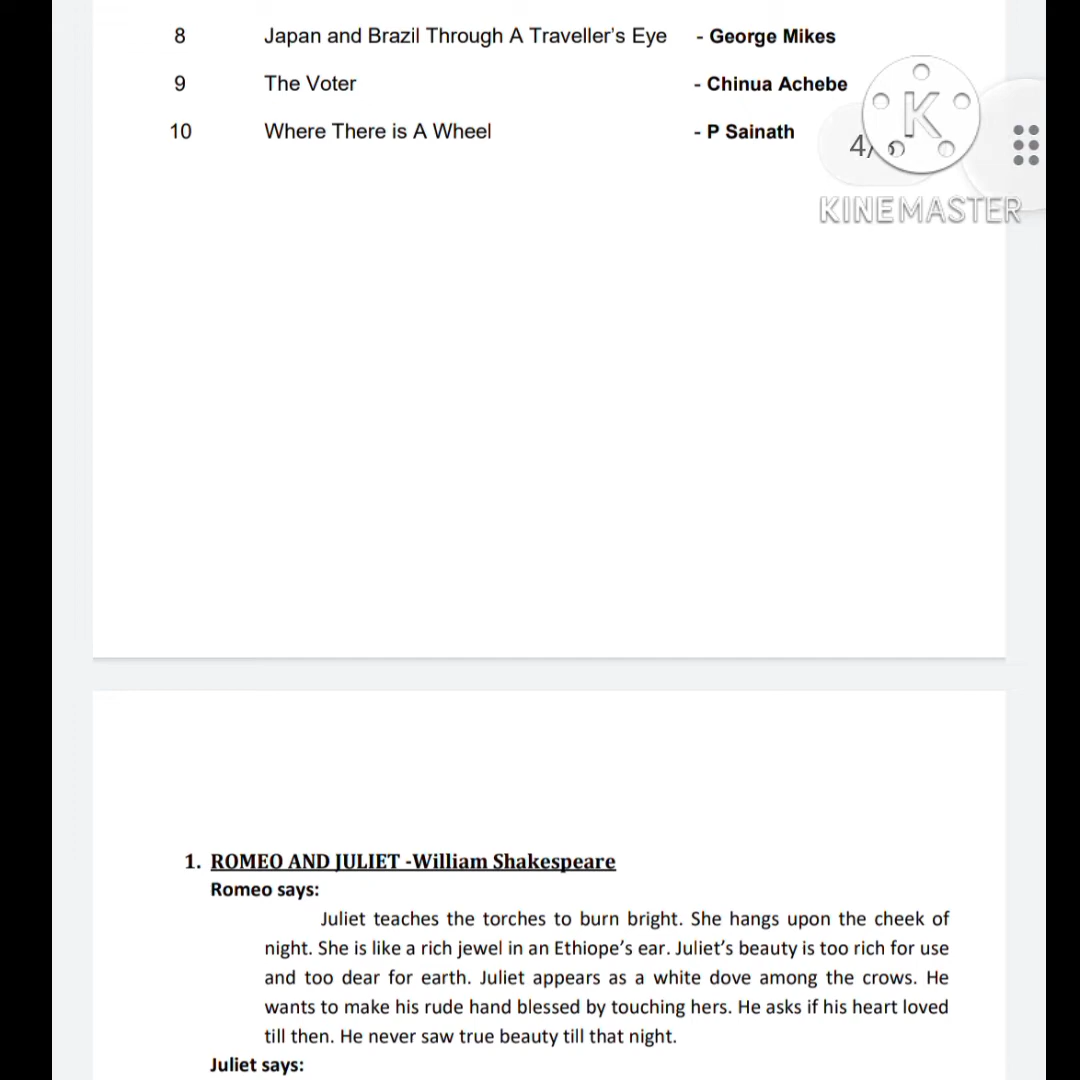 8 Japan and Brazil Through A Traveller's Eye - George Mikes
9 The Voter - Chinua Achebe
10 Where There is A Wheel - P Sainath
4/
K
KINEMASTER
1. ROMEO AND JULIET -William Shakespeare
Romeo says:
Juliet teaches the torches to burn bright. She hangs upon the cheek of
night. She is like a rich jewel in an Ethiope's ear. Juliet's beauty is too rich for use
and too dear for earth. Juliet appears as a white dove among the crows. He
wants to make his rude hand blessed by touching hers. He asks if his heart loved
till then. He never saw true beauty till that night.
Juliet says: